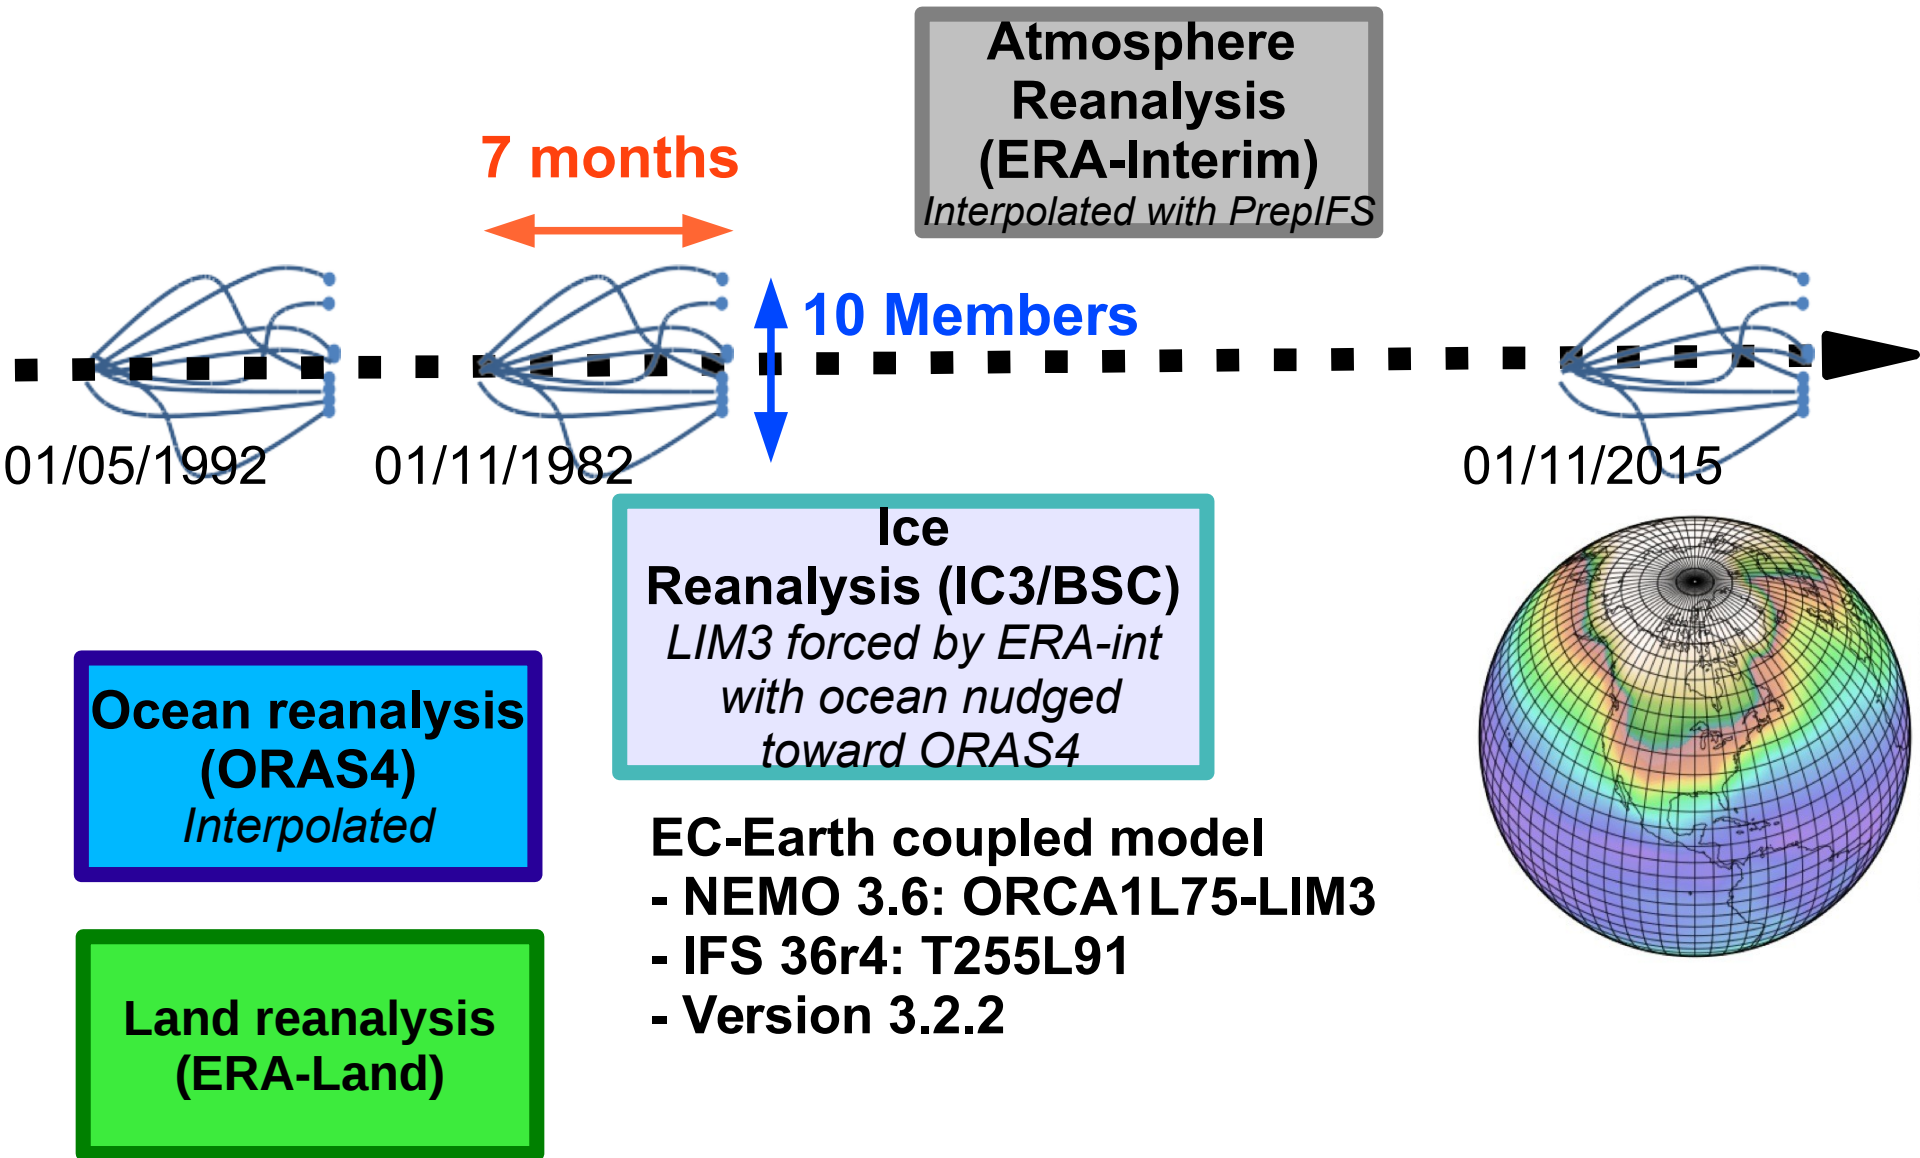 Atmosphere
Reanalysis
(ERA-Interim)
Interpolated with PrepIFS
7 months
10 Members
01/05/1992
01/11/1982
01/11/2015
Ice
Reanalysis (IC3/BSC)
LIM3 forced by ERA-int
with ocean nudged
toward ORAS4
Ocean reanalysis
(ORAS4)
Interpolated
EC-Earth coupled model
- NEMO 3.6: ORCA1L75-LIM3
- IFS 36r4: T255L91
- Version 3.2.2
Land reanalysis
(ERA-Land)